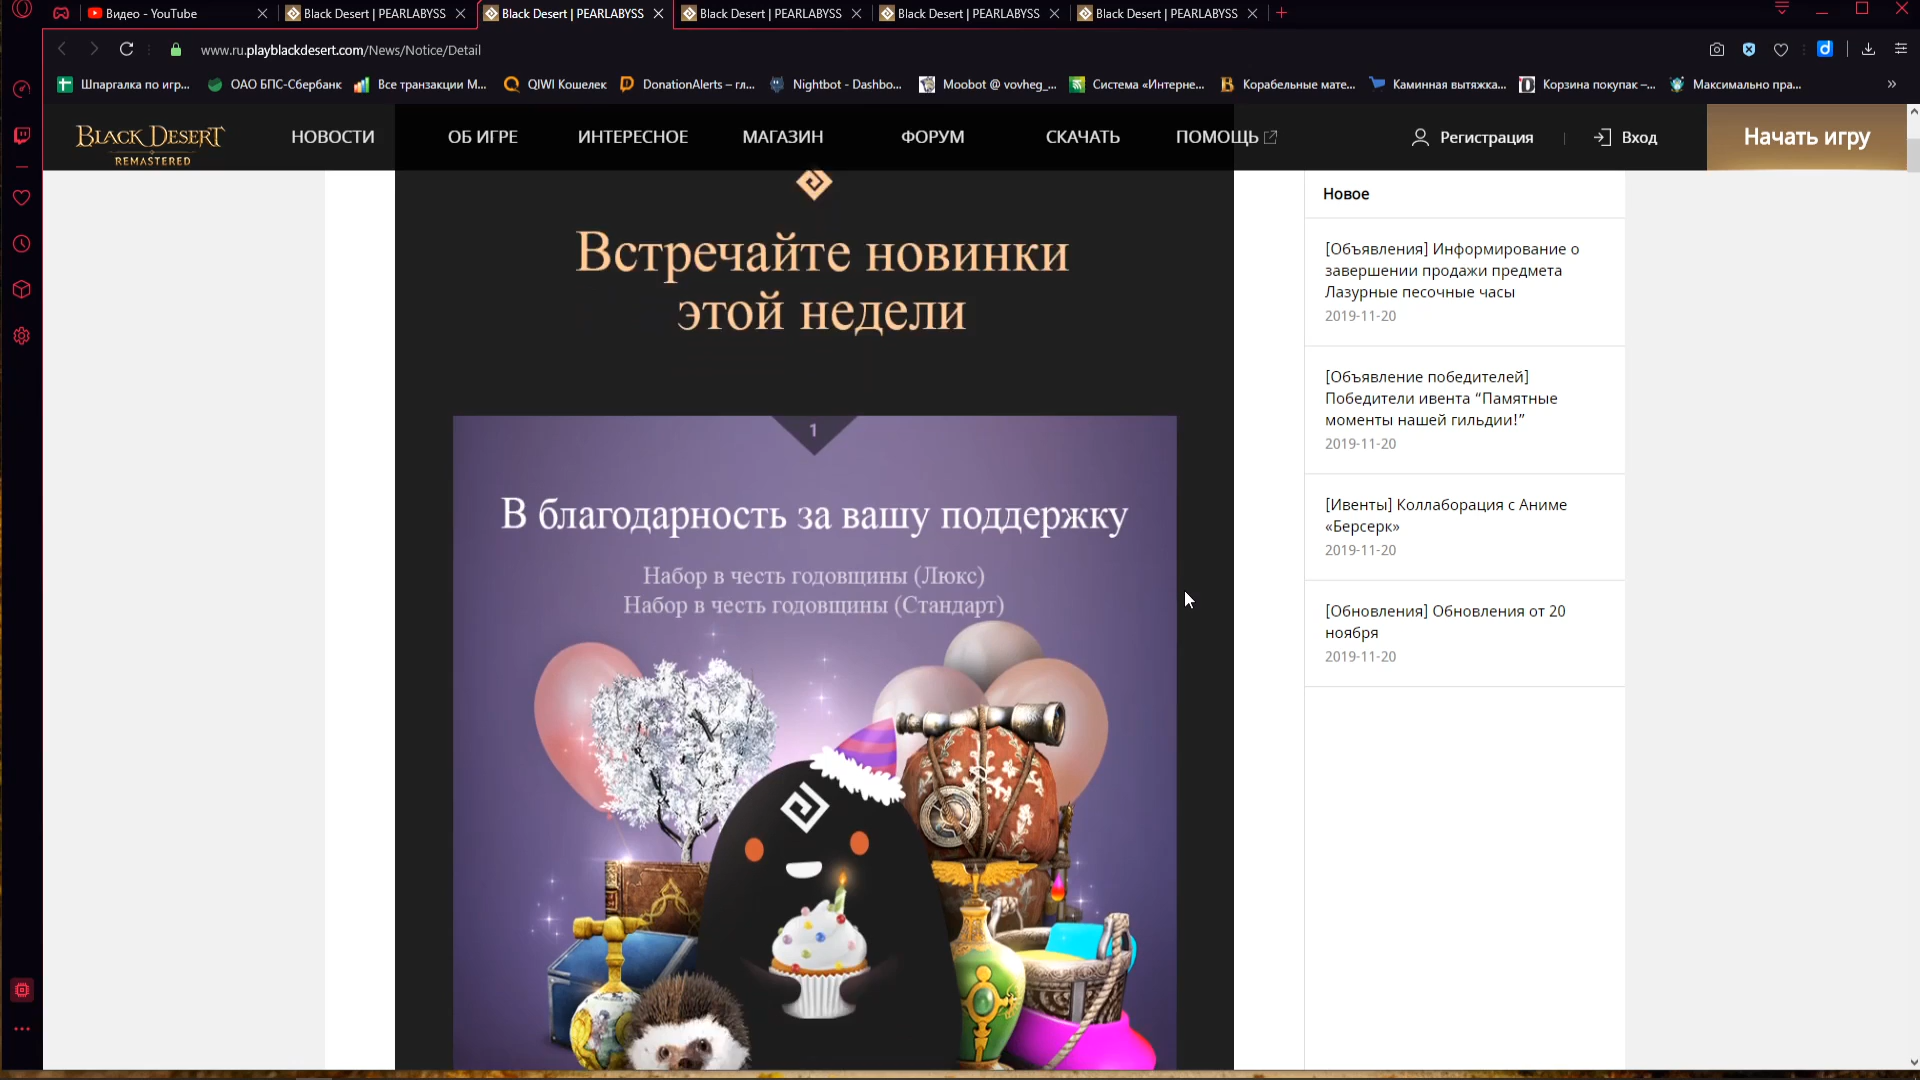 Видео - YouTube
Black Desert | PEARLABYSS
Black Desert | PEARLABYSS
Black Desert | PEARLABYSS
Black Desert | PEARLABYSS
Black Desert | PEARLABYSS
www.ru.playblackdesert.com/News/Notice/Detail
Шпаргалка по игр...
ОАО БПС-Сбербанк
Все транзакции М...
QIWI Кошелек
DonationAlerts – гл...
Nightbot - Dashbo...
Moobot @ vovheg_...
Система «Интерне...
Корабельные мате...
Каминная вытяжка...
Корзина покупак –...
Максимально пра...
BLACK DESERT
REMASTERED
НОВОСТИ
ОБ ИГРЕ
ИНТЕРЕСНОЕ
МАГАЗИН
ФОРУМ
СКАЧАТЬ
ПОМОЩЬ
Регистрация
Вход
Начать игру
Встречайте новинки
этой недели
1
В благодарность за вашу поддержку
Набор в честь годовщины (Люкс)
Набор в честь годовщины (Стандарт)
Новое
[Объявления] Информирование о
завершении продажи предмета
Лазурные песочные часы
2019-11-20
[Объявление победителей]
Победители ивента “Памятные
моменты нашей гильдии!”
2019-11-20
[Ивенты] Коллаборация с Аниме
«Берсерк»
2019-11-20
[Обновления] Обновления от 20
ноября
2019-11-20